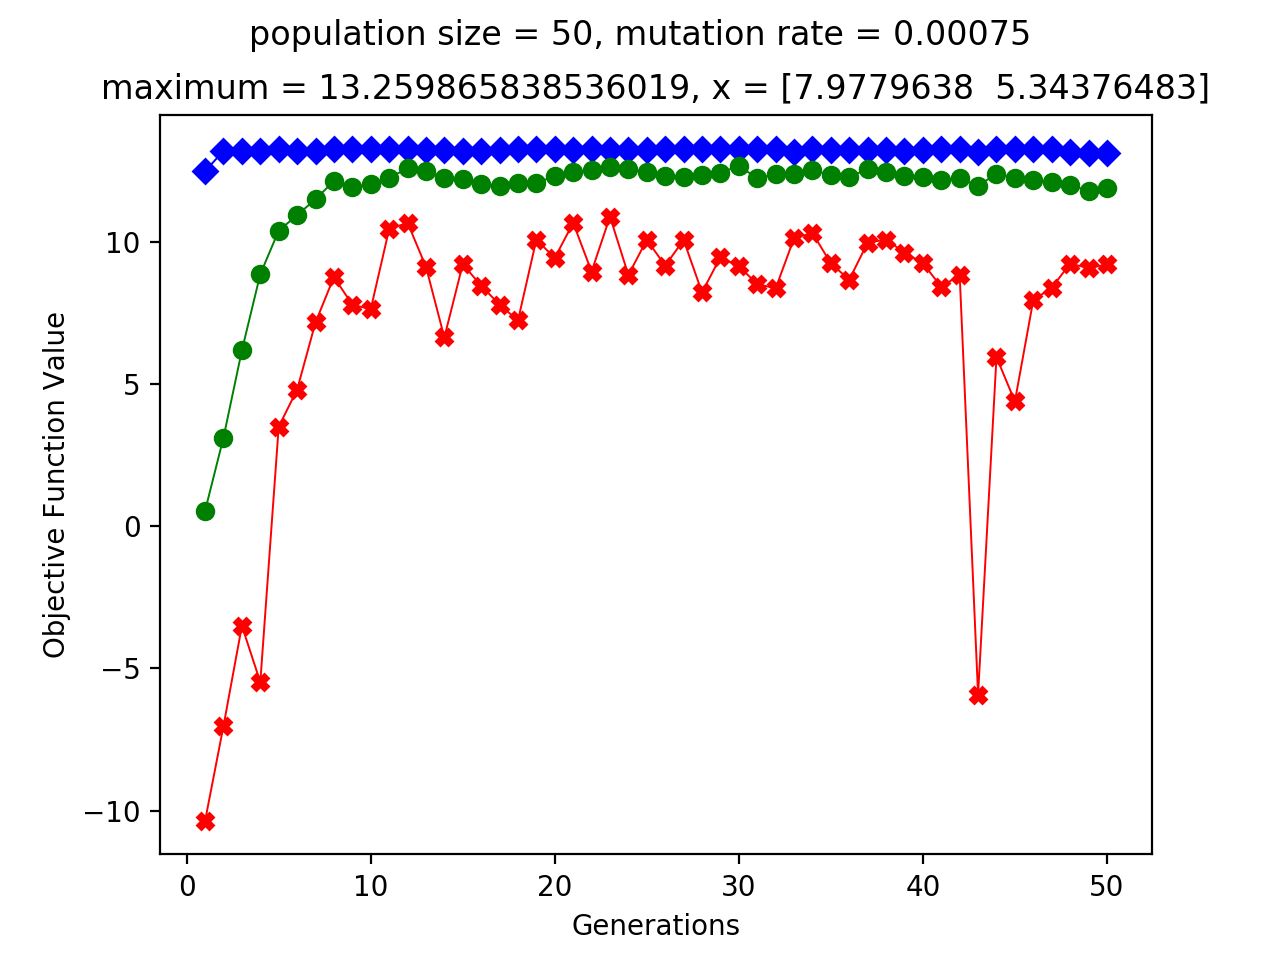 population size = 50, mutation rate = 0.00075
maximum = 13.259865838536019, x = [7.9779638  5.34376483]
10
5
0
−5
−10
Objective Function Value
0 10 20 30 40 50
Generations